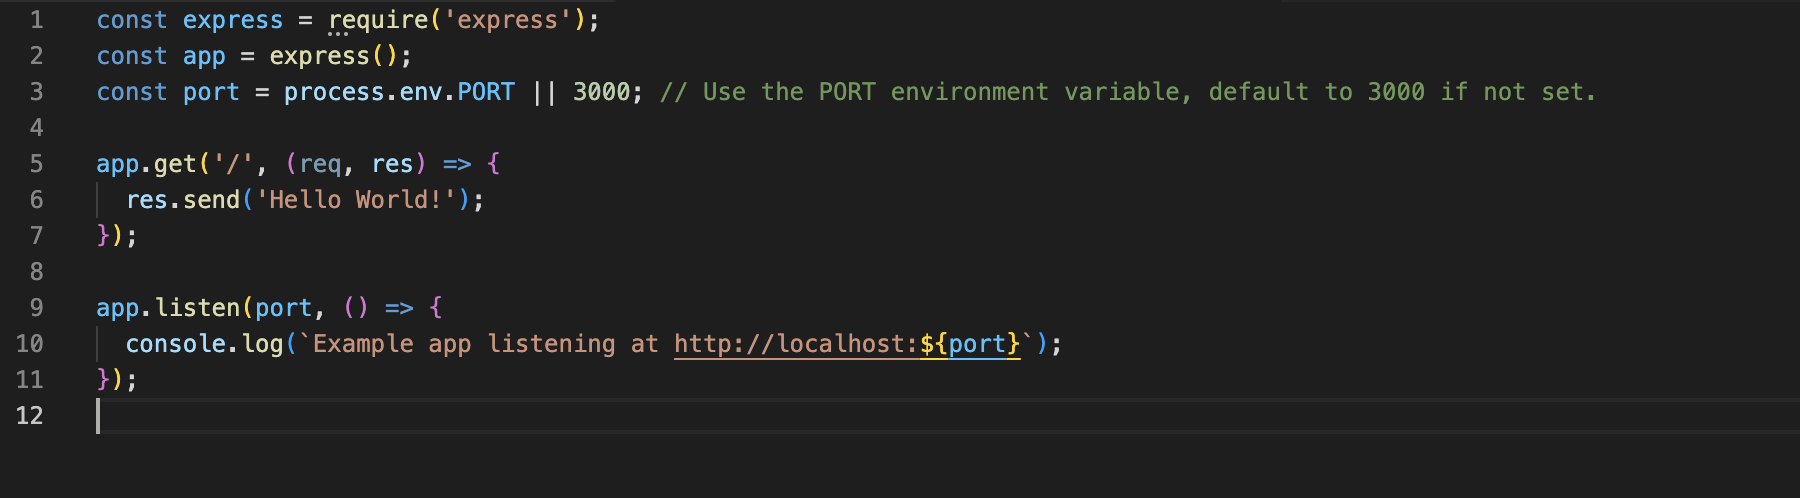 1 const express = require('express');
2 const app = express();
3 const port = process.env.PORT || 3000; // Use the PORT environment variable, default to 3000 if not set.
4
5 app.get('/', (req, res) => {
6   res.send('Hello World!');
7 });
8
9 app.listen(port, () => {
10   console.log(`Example app listening at http://localhost:${port}`);
11 });
12